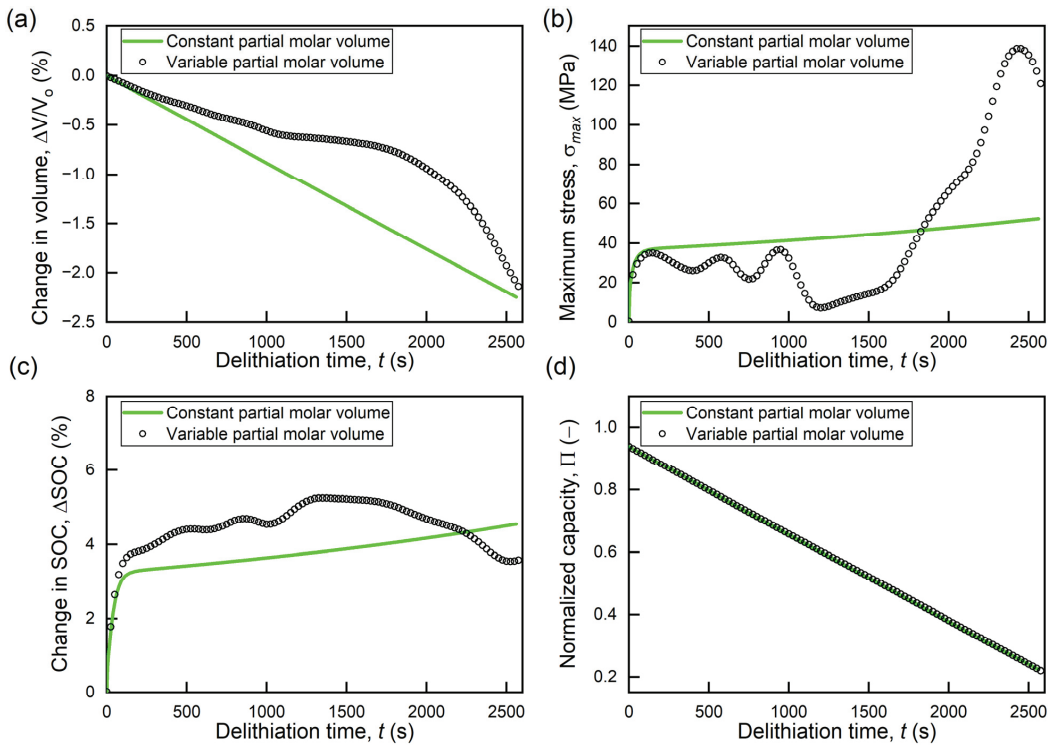 (a)
0.5
0.0
−0.5
−1.0
−1.5
−2.0
−2.5
Change in volume, ΔV/Vo (%)
Constant partial molar volume
Variable partial molar volume
0 500 1000 1500 2000 2500
Delithiation time, t (s)
(b)
140
120
100
80
60
40
20
0
Maximum stress, σmax (MPa)
Constant partial molar volume
Variable partial molar volume
0 500 1000 1500 2000 2500
Delithiation time, t (s)
(c)
8
6
4
2
0
Change in SOC, ΔSOC (%)
Constant partial molar volume
Variable partial molar volume
0 500 1000 1500 2000 2500
Delithiation time, t (s)
(d)
1.0
0.8
0.6
0.4
0.2
Normalized capacity, Π (−)
Constant partial molar volume
Variable partial molar volume
0 500 1000 1500 2000 2500
Delithiation time, t (s)